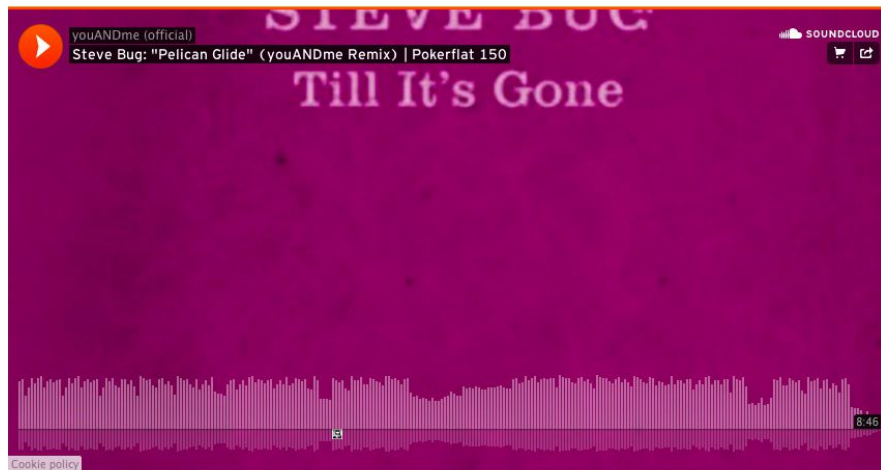 STEVE BUG
youANDme (official)
SOUNDCLOUD
Steve Bug: "Pelican Glide" (youANDme Remix) | Pokerflat 150
Till It's Gone
8:46
Cookie policy